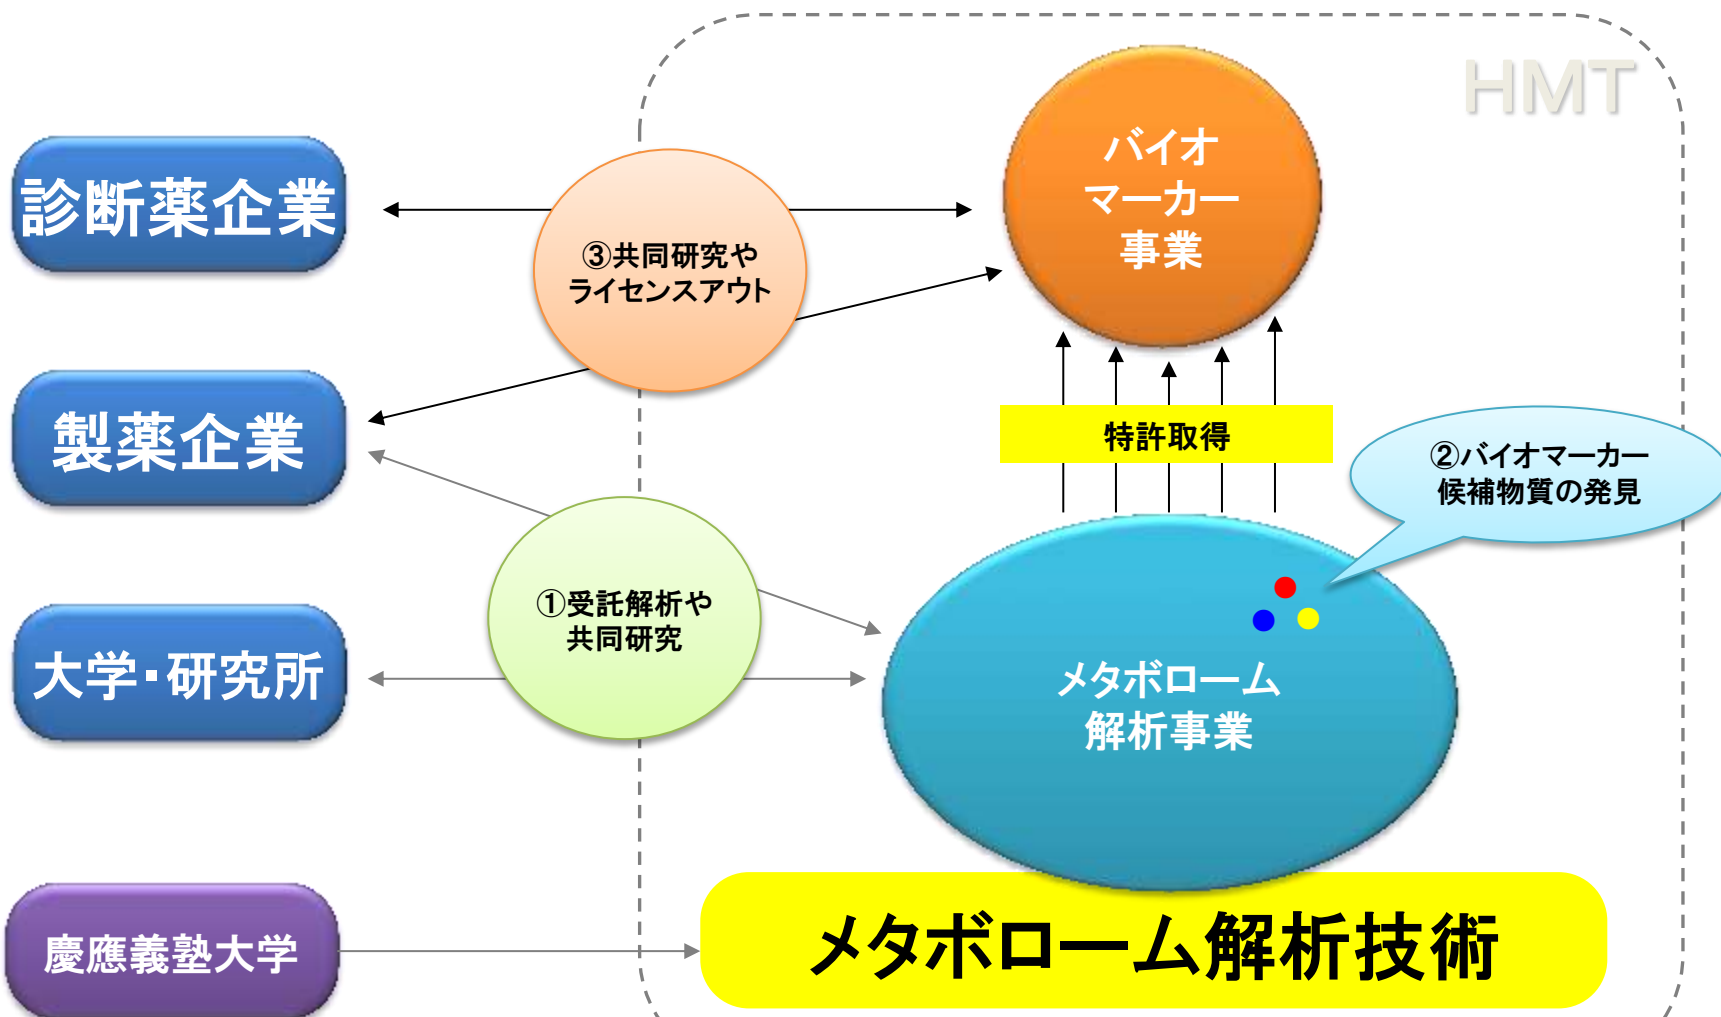 HMT
バイオ
マーカー
事業
診断薬企業
③共同研究や
ライセンスアウト
製薬企業
特許取得
②バイオマーカー
候補物質の発見
①受託解析や
共同研究
大学・研究所
メタボローム
解析事業
慶應義塾大学
メタボローム解析技術